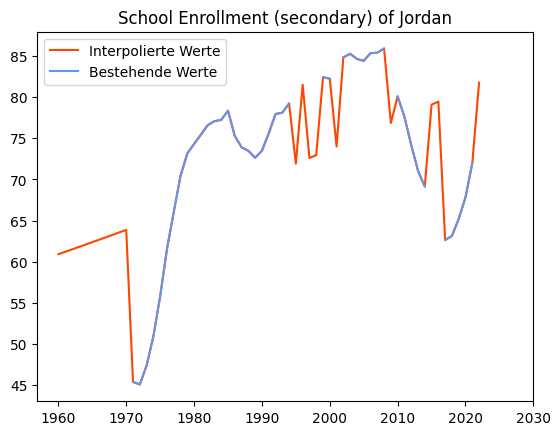 School Enrollment (secondary) of Jordan
Interpolierte Werte
Bestehende Werte
85
80
75
70
65
60
55
50
45
1960 1970 1980 1990 2000 2010 2020 2030